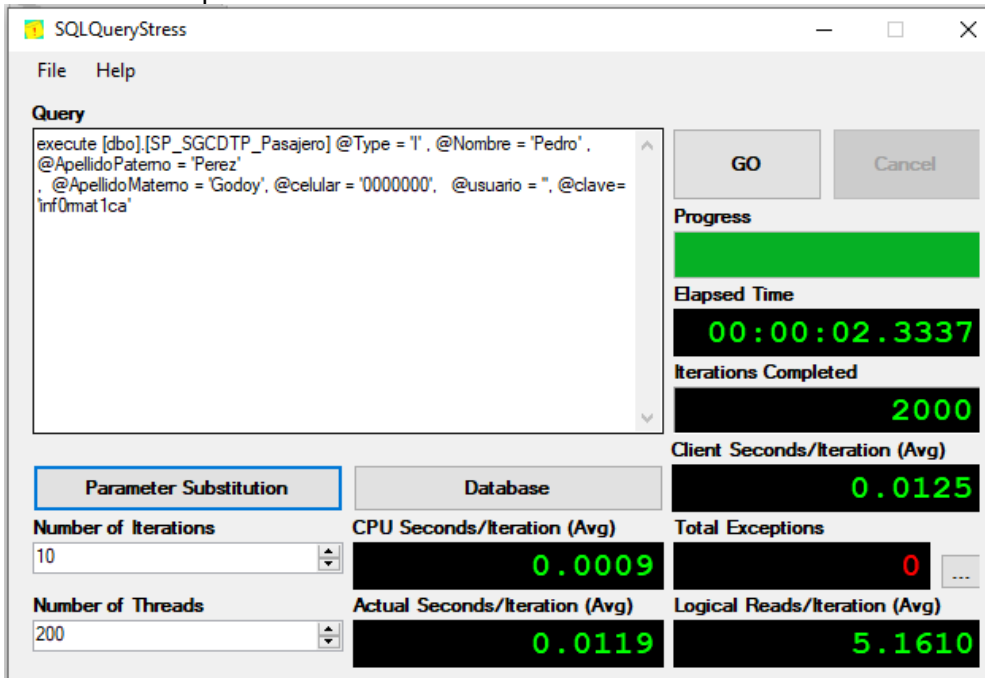 SQLQueryStress
File Help
Query
execute [dbo].[SP_SGCDTP_Pasajero] @Type = 'I' , @Nombre = 'Pedro' ,
@ApellidoPaterno = 'Perez'
, @ApellidoMaterno = 'Godoy', @celular = '0000000', @usuario = '', @clave=
'inf0rmat1ca'
GO
Cancel
Progress
Elapsed Time
00:00:02.3337
Iterations Completed
2000
Client Seconds/Iteration (Avg)
0.0125
Parameter Substitution
Database
Number of Iterations
10
CPU Seconds/Iteration (Avg)
0.0009
Total Exceptions
0
...
Number of Threads
200
Actual Seconds/Iteration (Avg)
0.0119
Logical Reads/Iteration (Avg)
5.1610